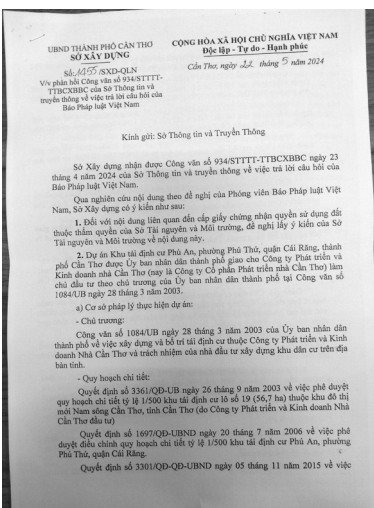 UBND THÀNH PHỐ CẦN THƠ
SỞ XÂY DỰNG
CỘNG HÒA XÃ HỘI CHỦ NGHĨA VIỆT NAM
Độc lập - Tự do - Hạnh phúc
Số: 1455 /SXD-QLN
V/v phản hồi Công văn số 934/STTTT-
TTBCXBBC của Sở Thông tin và
truyền thông về việc trả lời câu hỏi của
Báo Pháp luật Việt Nam
Cần Thơ, ngày 22 tháng 5 năm 2024
Kính gửi: Sở Thông tin và Truyền Thông
Sở Xây dựng nhận được Công văn số 934/STTTT-TTBCXBBC ngày 23
tháng 4 năm 2024 của Sở Thông tin và truyền thông về việc trả lời câu hỏi của
Báo Pháp luật Việt Nam.
Qua nghiên cứu nội dung theo đề nghị của Phóng viên Báo Pháp luật Việt
Nam, Sở Xây dựng có ý kiến như sau:
1. Đối với nội dung liên quan đến cấp giấy chứng nhận quyền sử dụng đất
thuộc thẩm quyền của Sở Tài nguyên và Môi trường, đề nghị lấy ý kiến của Sở
Tài nguyên và Môi trường về nội dung này.
2. Dự án Khu tái định cư Phú An, phường Phú Thứ, quận Cái Răng, thành
phố Cần Thơ được Ủy ban nhân dân thành phố giao cho Công ty Phát triển và
Kinh doanh nhà Cần Thơ (nay là Công ty Cổ phần Phát triển nhà Cần Thơ) làm
chủ đầu tư theo chủ trương của Ủy ban nhân dân thành phố tại Công văn số
1084/UB ngày 28 tháng 3 năm 2003.
a) Cơ sở pháp lý thực hiện dự án:
- Chủ trương:
Công văn số 1084/UB ngày 28 tháng 3 năm 2003 của Ủy ban nhân dân
thành phố về việc xây dựng và bố trí tái định cư thuộc Công ty Phát triển và Kinh
doanh Nhà Cần Thơ và trách nhiệm của nhà đầu tư xây dựng khu dân cư trên địa
bàn tỉnh.
- Quy hoạch chi tiết:
Quyết định số 3361/QĐ-UB ngày 26 tháng 9 năm 2003 về việc phê duyệt
quy hoạch chi tiết tỷ lệ 1/500 khu tái định cư lô số 19 (56,7 ha) thuộc khu đô thị
mới Nam sông Cần Thơ, tỉnh Cần Thơ (do Công ty Phát triển và Kinh doanh Nhà
Cần Thơ đầu tư)
Quyết định số 1697/QĐ-UBND ngày 20 tháng 7 năm 2006 về việc phê
duyệt điều chỉnh quy hoạch chi tiết tỷ lệ 1/500 khu tái định cư Phú An, phường
Phú Thứ, quận Cái Răng.
Quyết định số 3301/QĐ-QĐ-UBND ngày 05 tháng 11 năm 2015 về việc